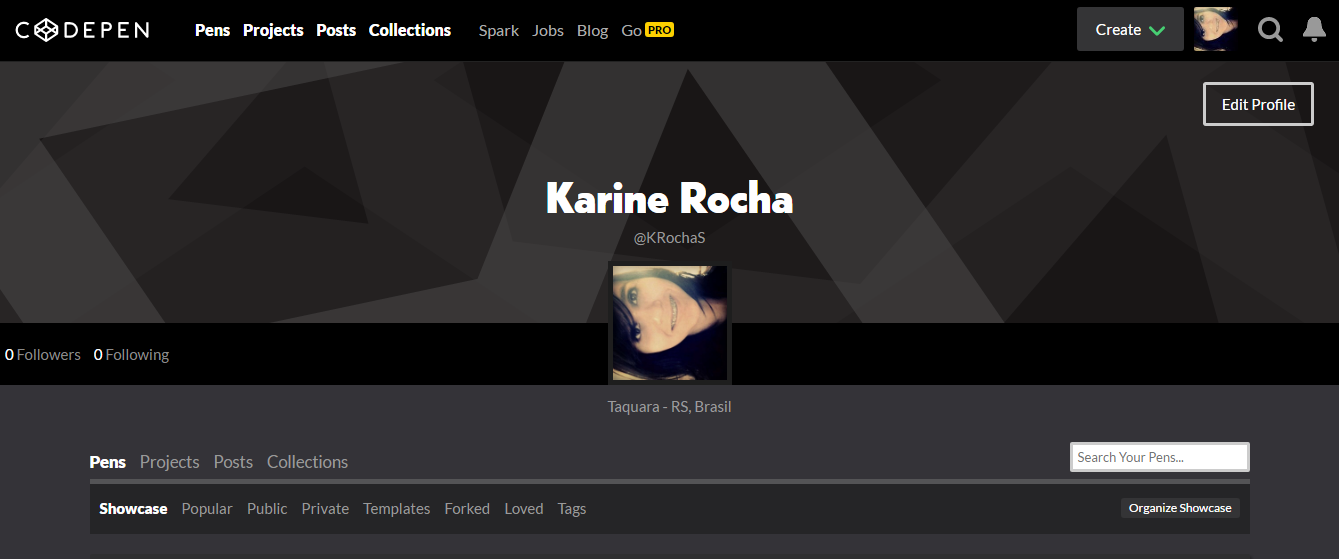 CODEPEN Pens Projects Posts Collections Spark Jobs Blog Go PRO Create
Edit Profile
Karine Rocha
@KRochaS
0 Followers 0 Following
Taquara - RS, Brasil
Pens Projects Posts Collections Search Your Pens...
Showcase Popular Public Private Templates Forked Loved Tags Organize Showcase